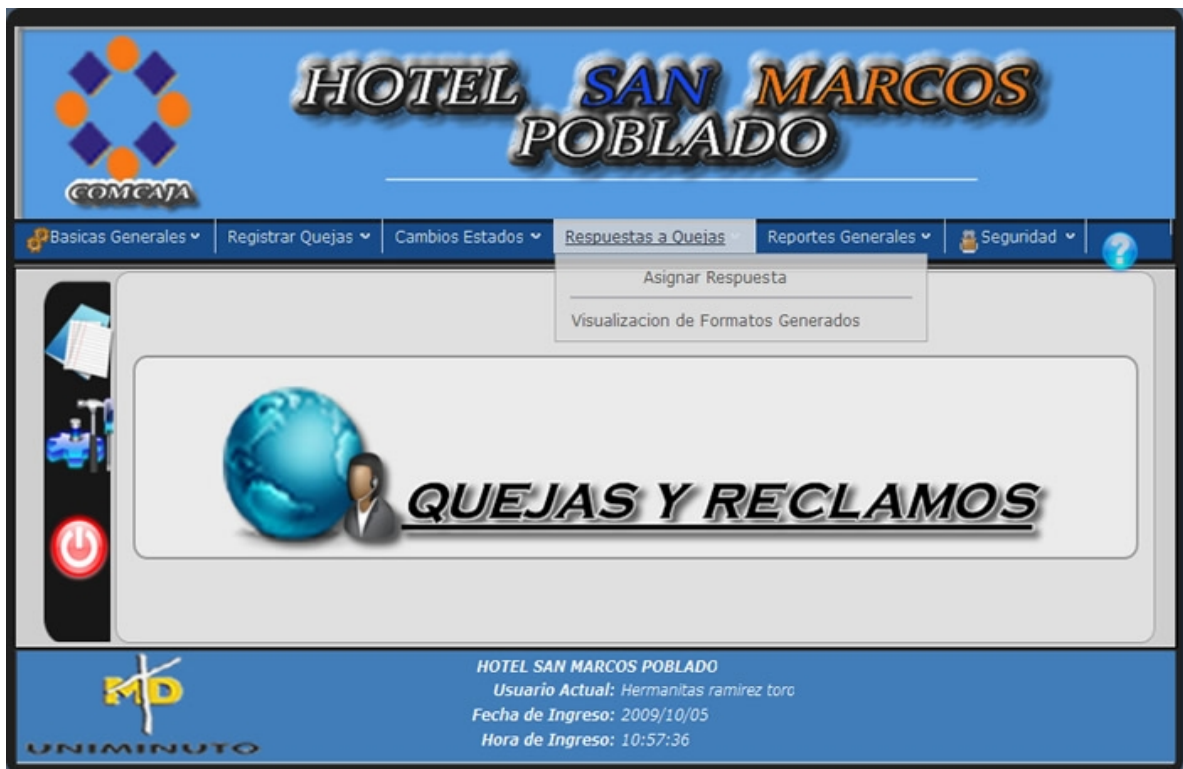 HOTEL SAN MARCOS
POBLADO
COMCAJA
Basicas Generales
Registrar Quejas
Cambios Estados
Respuestas a Quejas
Reportes Generales
Seguridad
?
Asignar Respuesta
Visualizacion de Formatos Generados
QUEJAS Y RECLAMOS
HOTEL SAN MARCOS POBLADO
Usuario Actual: Hermanitas ramirez toro
Fecha de Ingreso: 2009/10/05
Hora de Ingreso: 10:57:36
MD
UNIMINUTO